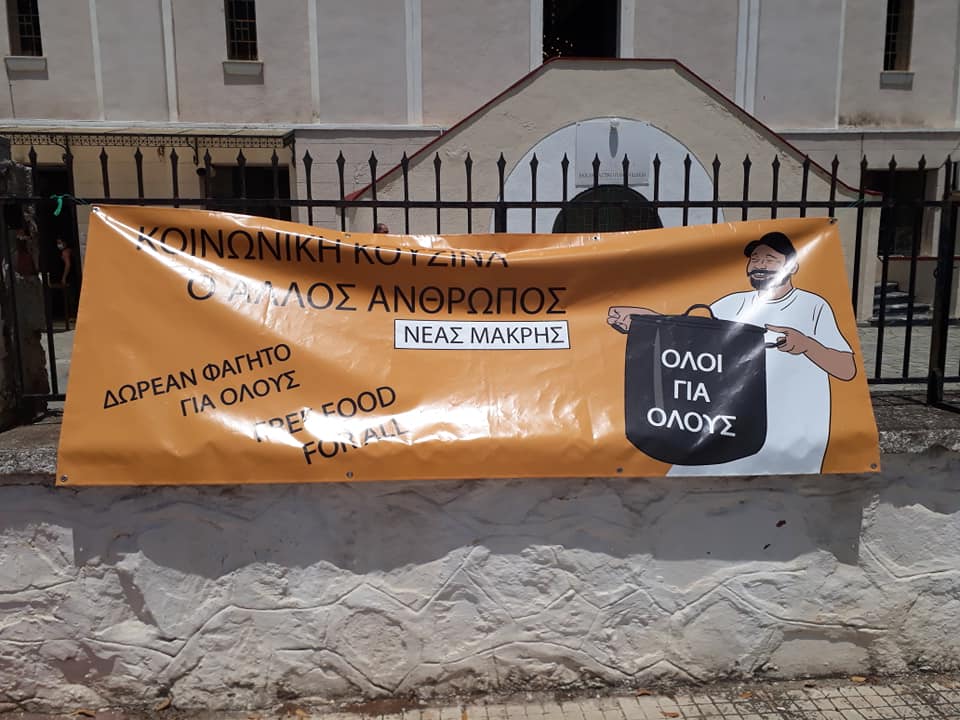 ΚΟΙΝΩΝΙΚΗ ΚΟΥΖΙΝΑ
Ο ΑΛΛΟΣ ΑΝΘΡΩΠΟΣ
ΝΕΑΣ ΜΑΚΡΗΣ
ΔΩΡΕΑΝ ΦΑΓΗΤΟ
ΓΙΑ ΟΛΟΥΣ
FREE FOOD
FOR ALL
ΟΛΟΙ
ΓΙΑ
ΟΛΟΥΣ